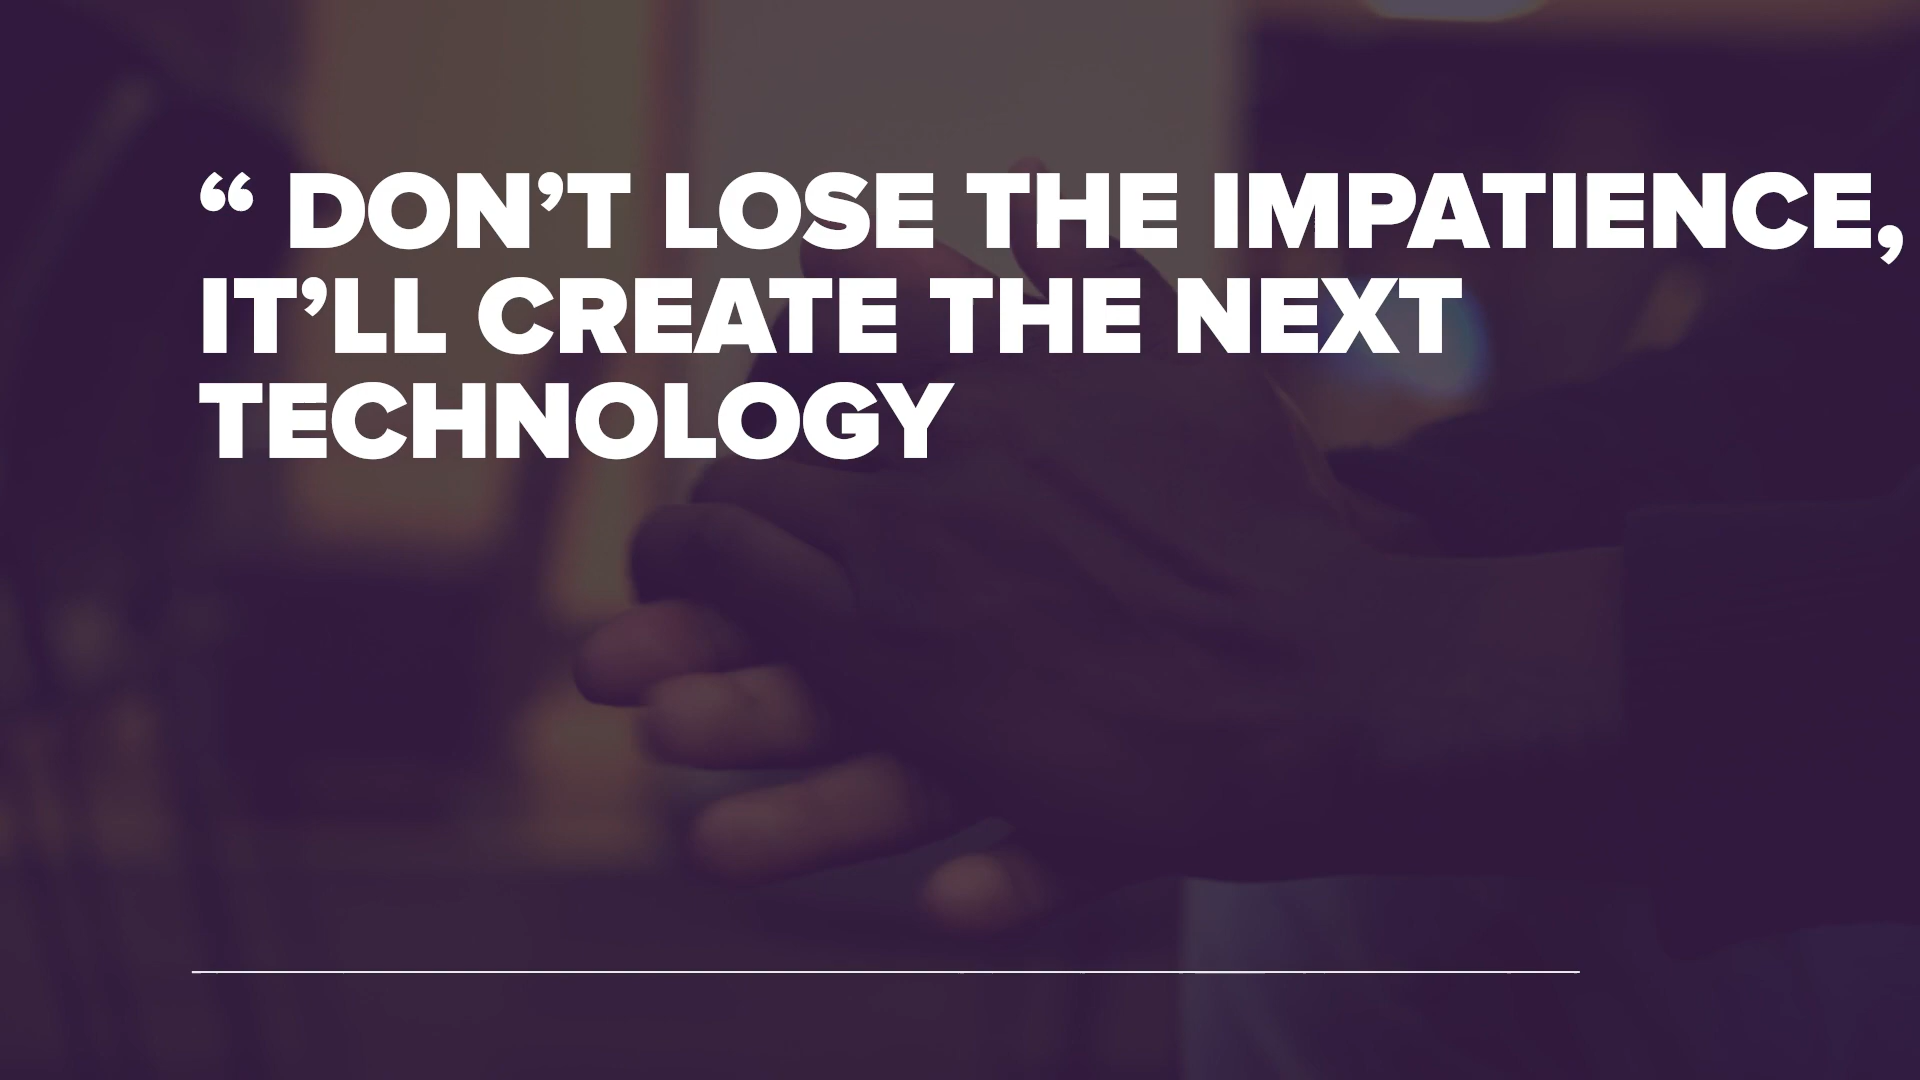 “ DON’T LOSE THE IMPATIENCE,
IT’LL CREATE THE NEXT
TECHNOLOGY